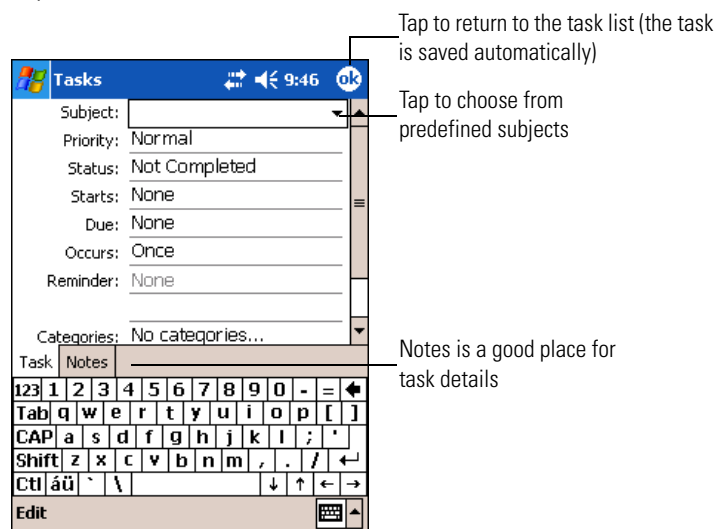 Tap to return to the task list (the task
is saved automatically)
Tasks 9:46 ok
Tap to choose from
predefined subjects
Subject:
Priority: Normal
Status: Not Completed
Starts: None
Due: None
Occurs: Once
Reminder: None
Categories: No categories...
Notes is a good place for
task details
Task Notes
123 1 2 3 4 5 6 7 8 9 0 - =
Tab q w e r t y u i o p [ ]
CAP a s d f g h j k l ; '
Shift z x c v b n m , . / ↵
Ctl áü ` \ ↓ ↑ ← →
Edit